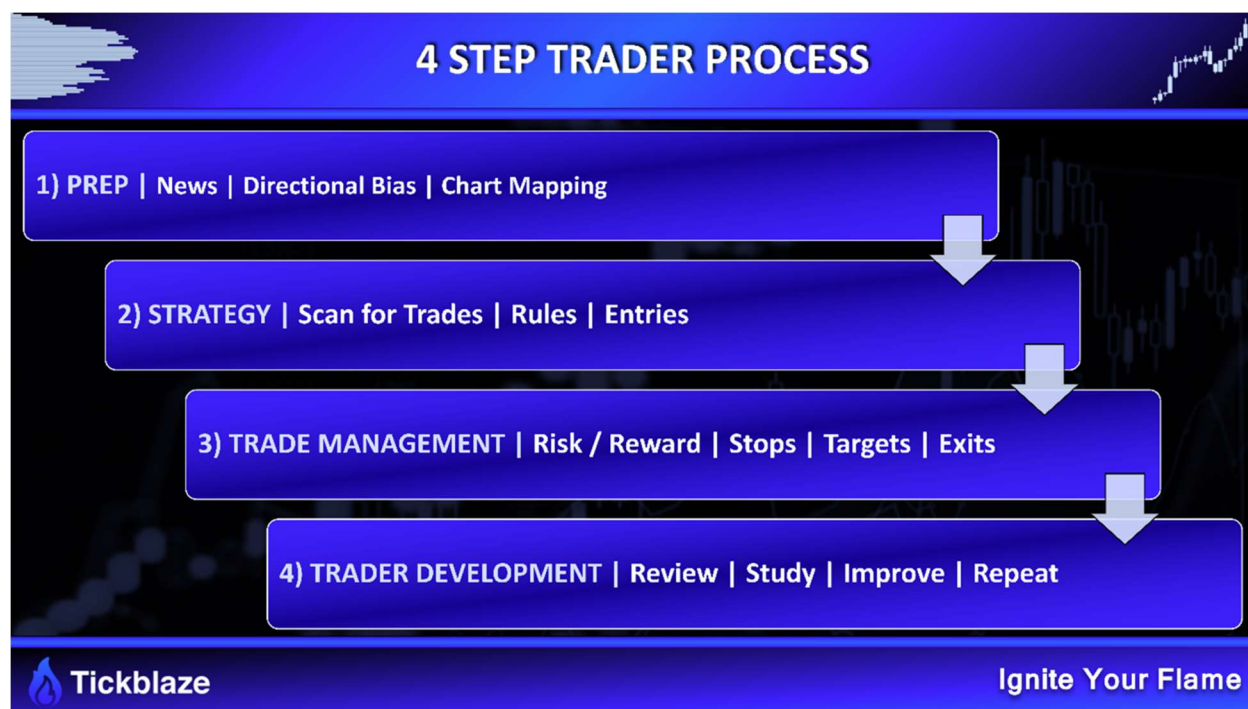 4 STEP TRADER PROCESS
1) PREP | News | Directional Bias | Chart Mapping
2) STRATEGY | Scan for Trades | Rules | Entries
3) TRADE MANAGEMENT | Risk / Reward | Stops | Targets | Exits
4) TRADER DEVELOPMENT | Review | Study | Improve | Repeat
Tickblaze
Ignite Your Flame